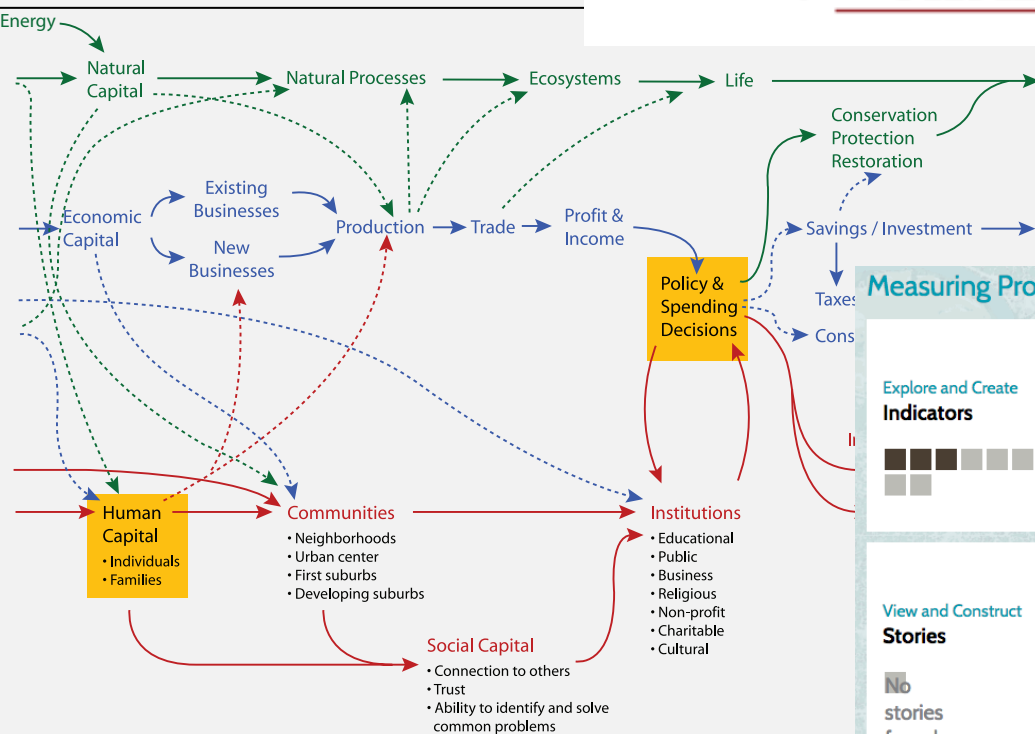 Energy
Natural
Capital
Natural Processes
Ecosystems
Life
Conservation
Protection
Restoration
Economic
Capital
Existing
Businesses
New
Businesses
Production
Trade
Profit &
Income
Savings / Investment
Policy &
Spending
Decisions
Taxes
Cons
Human
Capital
• Individuals
• Families
Communities
• Neighborhoods
• Urban center
• First suburbs
• Developing suburbs
Institutions
• Educational
• Public
• Business
• Religious
• Non-profit
• Charitable
• Cultural
Social Capital
• Connection to others
• Trust
• Ability to identify and solve
common problems
Measuring Pro
Explore and Create
Indicators
View and Construct
Stories
No
stories